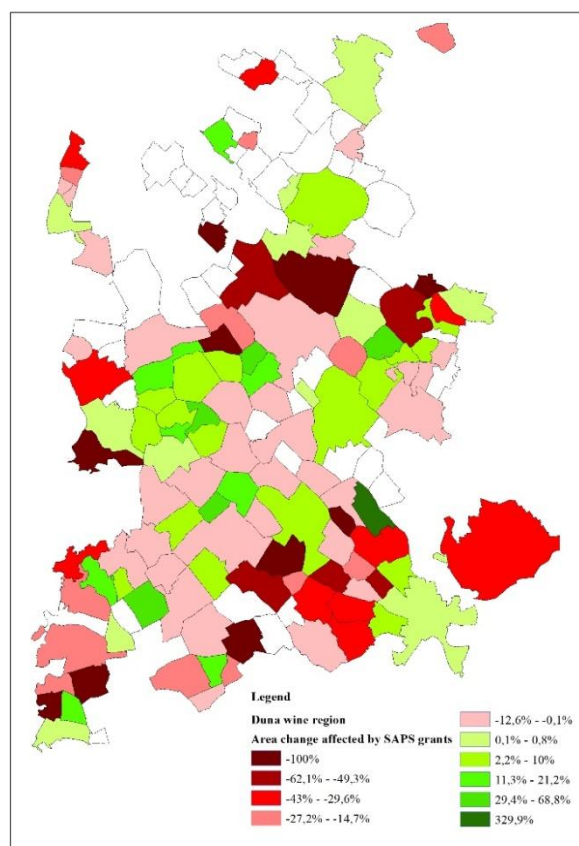 Legend
Duna wine region
Area change affected by SAPS grants
-100%
-62,1% - -49,3%
-43% - -29,6%
-27,2% - -14,7%
-12,6% - -0,1%
0,1% - 0,8%
2,2% - 10%
11,3% - 21,2%
29,4% - 68,8%
329,9%